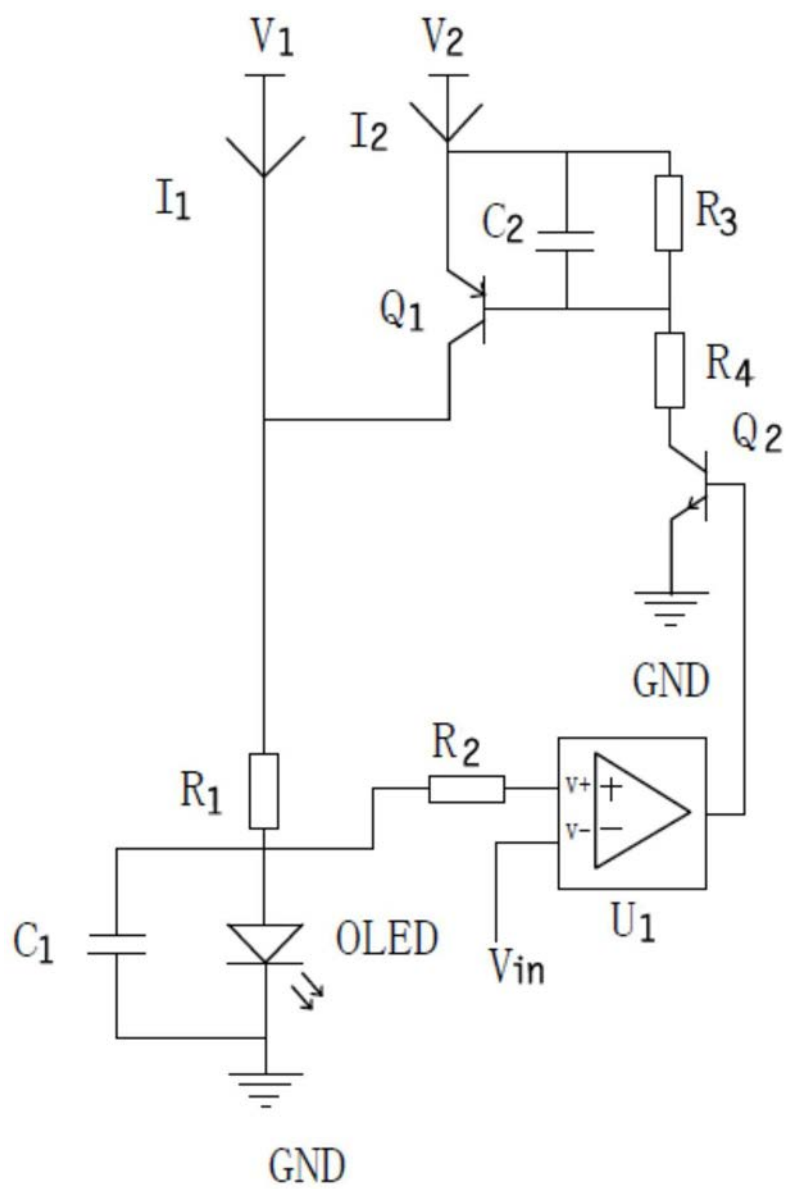 V1 V2
I2
I1
C2 R3
Q1
R4
Q2
GND
R2
R1
V+ +
V- −
C1 OLED U1
Vin
GND